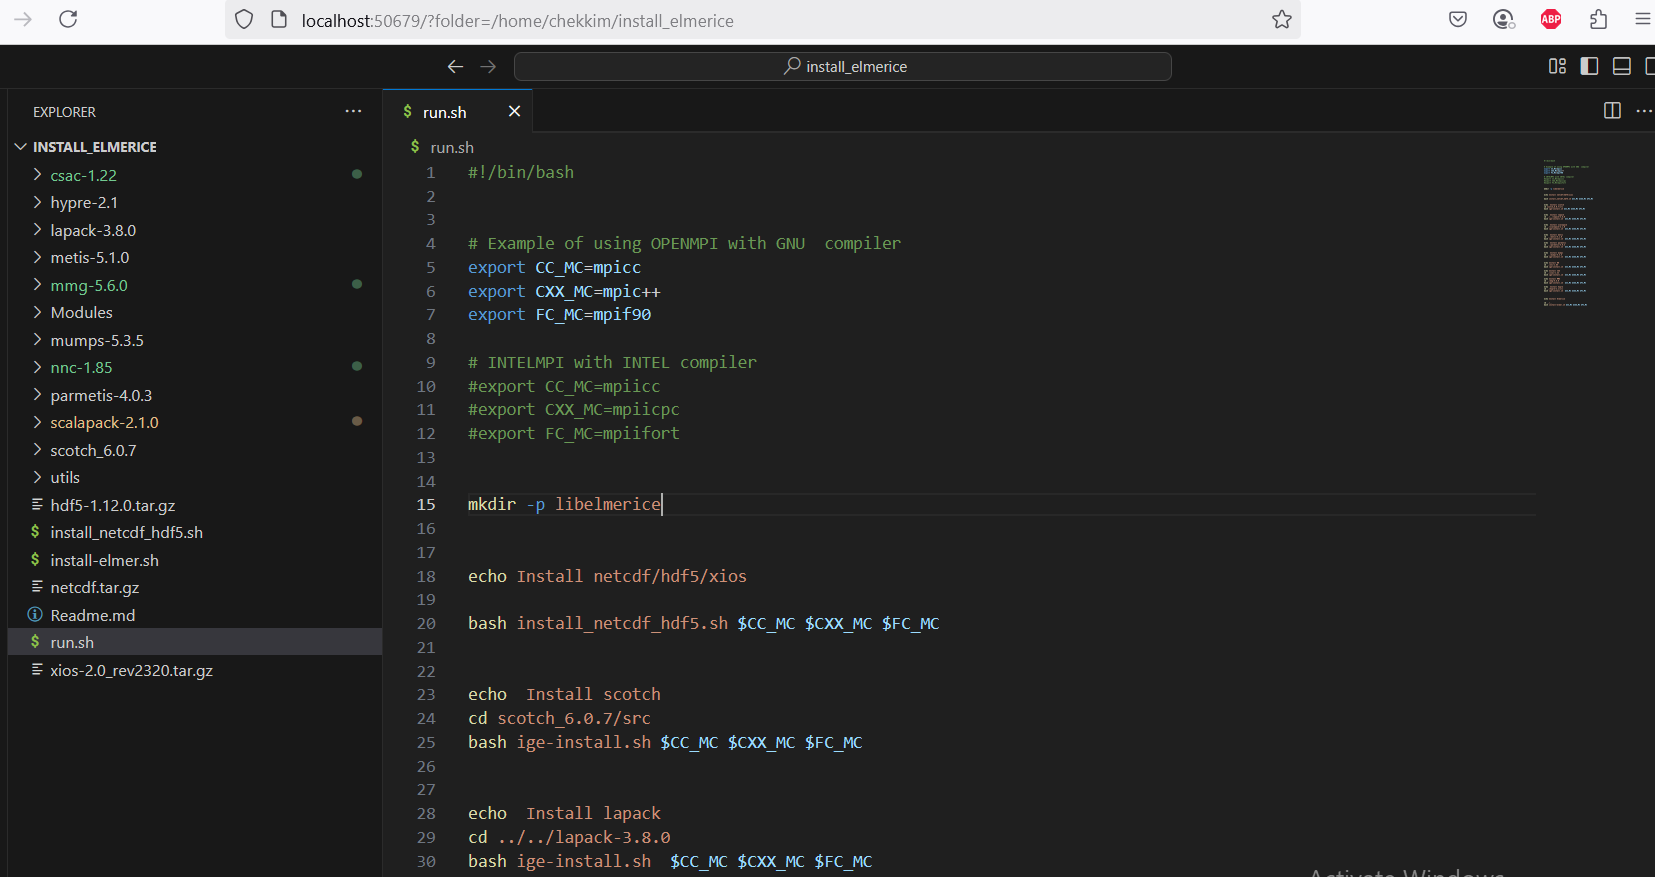 localhost:50679/?folder=/home/chekkim/install_elmerice
ABP
install_elmerice
EXPLORER
INSTALL_ELMERICE
csac-1.22
hypre-2.1
lapack-3.8.0
metis-5.1.0
mmg-5.6.0
Modules
mumps-5.3.5
nnc-1.85
parmetis-4.0.3
scalapack-2.1.0
scotch_6.0.7
utils
hdf5-1.12.0.tar.gz
$ install_netcdf_hdf5.sh
$ install-elmer.sh
netcdf.tar.gz
Readme.md
$ run.sh
xios-2.0_rev2320.tar.gz
$ run.sh
$ run.sh
1 #!/bin/bash
2
3
4 # Example of using OPENMPI with GNU  compiler
5 export CC_MC=mpicc
6 export CXX_MC=mpic++
7 export FC_MC=mpif90
8
9 # INTELMPI with INTEL compiler
10 #export CC_MC=mpiicc
11 #export CXX_MC=mpiicpc
12 #export FC_MC=mpiifort
13
14
15 mkdir -p libelmerice
16
17
18 echo Install netcdf/hdf5/xios
19
20 bash install_netcdf_hdf5.sh $CC_MC $CXX_MC $FC_MC
21
22
23 echo  Install scotch
24 cd scotch_6.0.7/src
25 bash ige-install.sh $CC_MC $CXX_MC $FC_MC
26
27
28 echo  Install lapack
29 cd ../../lapack-3.8.0
30 bash ige-install.sh  $CC_MC $CXX_MC $FC_MC
Activate Windows